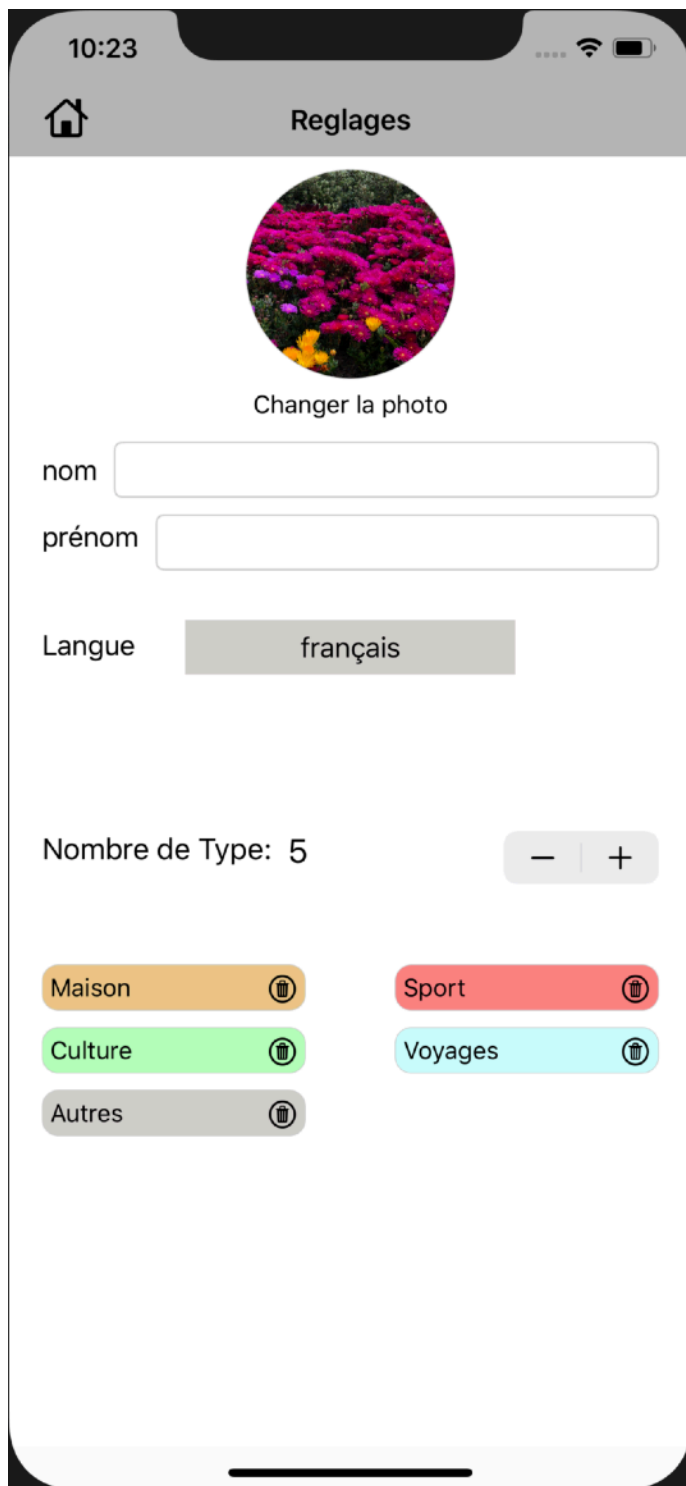 10:23
Reglages
Changer la photo
nom
prénom
Langue français
Nombre de Type: 5 − +
Maison Sport
Culture Voyages
Autres